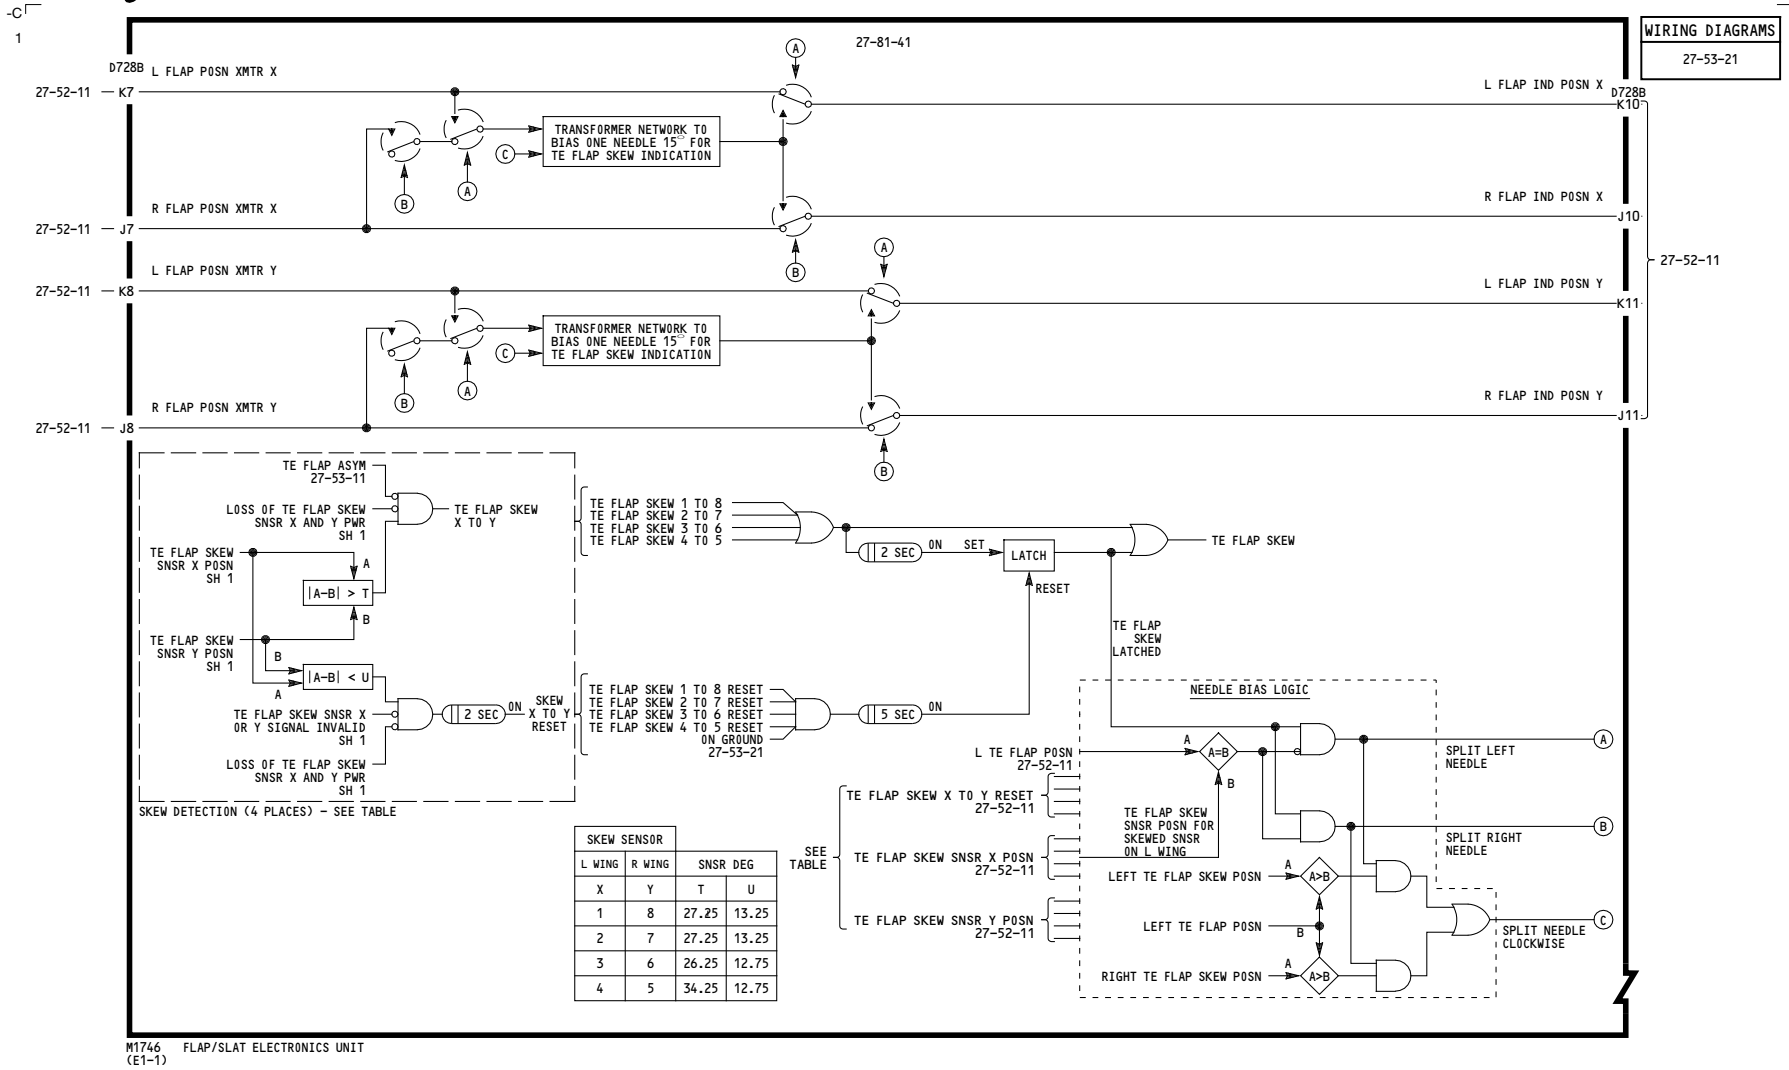 -C
1
27-81-41
WIRING DIAGRAMS
27-53-21
D728B
L FLAP POSN XMTR X
27-52-11
K7
A
L FLAP IND POSN X
D728B
K10
TRANSFORMER NETWORK TO
BIAS ONE NEEDLE 15° FOR
TE FLAP SKEW INDICATION
C
A
B
R FLAP POSN XMTR X
27-52-11
J7
R FLAP IND POSN X
J10
B
A
27-52-11
L FLAP POSN XMTR Y
27-52-11
K8
L FLAP IND POSN Y
K11
TRANSFORMER NETWORK TO
BIAS ONE NEEDLE 15° FOR
TE FLAP SKEW INDICATION
C
A
B
R FLAP POSN XMTR Y
27-52-11
J8
R FLAP IND POSN Y
J11
B
TE FLAP ASYM
27-53-11
LOSS OF TE FLAP SKEW
SNSR X AND Y PWR
SH 1
TE FLAP SKEW
X TO Y
TE FLAP SKEW
SNSR X POSN
SH 1
A
|A-B| > T
B
TE FLAP SKEW
SNSR Y POSN
SH 1
B
A
|A-B| < U
TE FLAP SKEW SNSR X
OR Y SIGNAL INVALID
SH 1
LOSS OF TE FLAP SKEW
SNSR X AND Y PWR
SH 1
2 SEC
ON
SKEW
X TO Y
RESET
SKEW DETECTION (4 PLACES) - SEE TABLE
TE FLAP SKEW 1 TO 8
TE FLAP SKEW 2 TO 7
TE FLAP SKEW 3 TO 6
TE FLAP SKEW 4 TO 5
2 SEC
ON
SET
LATCH
RESET
TE FLAP SKEW
TE FLAP
SKEW
LATCHED
TE FLAP SKEW 1 TO 8 RESET
TE FLAP SKEW 2 TO 7 RESET
TE FLAP SKEW 3 TO 6 RESET
TE FLAP SKEW 4 TO 5 RESET
ON GROUND
27-53-21
5 SEC
ON
NEEDLE BIAS LOGIC
L TE FLAP POSN
27-52-11
A
A=B
B
SPLIT LEFT
NEEDLE
A
TE FLAP SKEW X TO Y RESET
27-52-11
TE FLAP SKEW
SNSR POSN FOR
SKEWED SNSR
ON L WING
SPLIT RIGHT
NEEDLE
B
SEE
TABLE
TE FLAP SKEW SNSR X POSN
27-52-11
TE FLAP SKEW SNSR Y POSN
27-52-11
LEFT TE FLAP SKEW POSN
A
A>B
LEFT TE FLAP POSN
B
RIGHT TE FLAP SKEW POSN
A
A>B
SPLIT NEEDLE
CLOCKWISE
C
SKEW SENSOR
L WING R WING SNSR DEG
X Y T U
1 8 27.25 13.25
2 7 27.25 13.25
3 6 26.25 12.75
4 5 34.25 12.75
M1746 FLAP/SLAT ELECTRONICS UNIT
(E1-1)